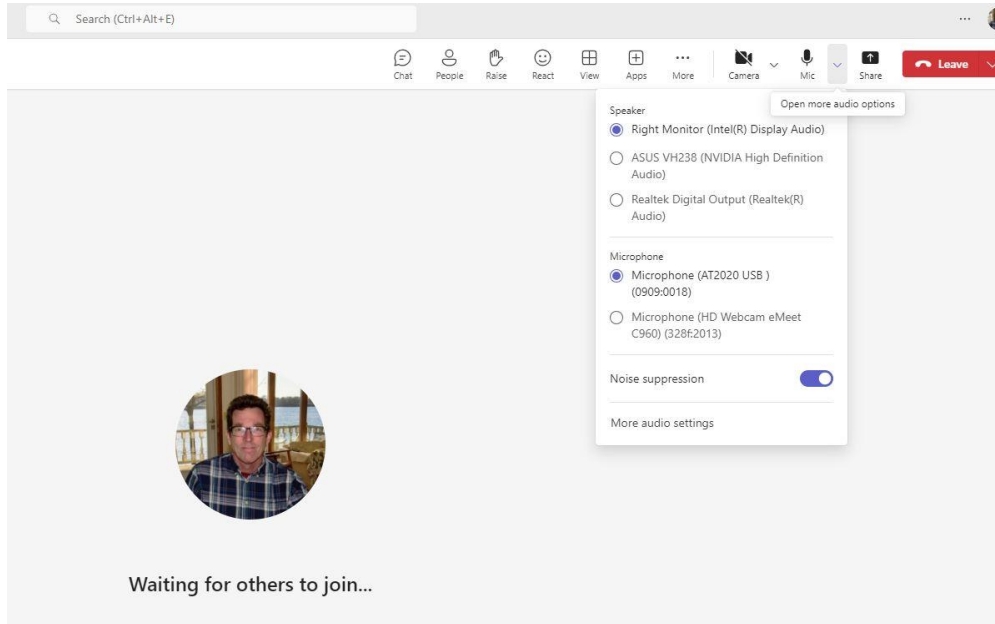 Search (Ctrl+Alt+E)
...
Chat
People
Raise
React
View
Apps
More
Camera
Mic
Share
Leave
Open more audio options
Speaker
Right Monitor (Intel(R) Display Audio)
ASUS VH238 (NVIDIA High Definition
Audio)
Realtek Digital Output (Realtek(R)
Audio)
Microphone
Microphone (AT2020 USB )
(0909:0018)
Microphone (HD Webcam eMeet
C960) (328f:2013)
Noise suppression
More audio settings
Waiting for others to join...